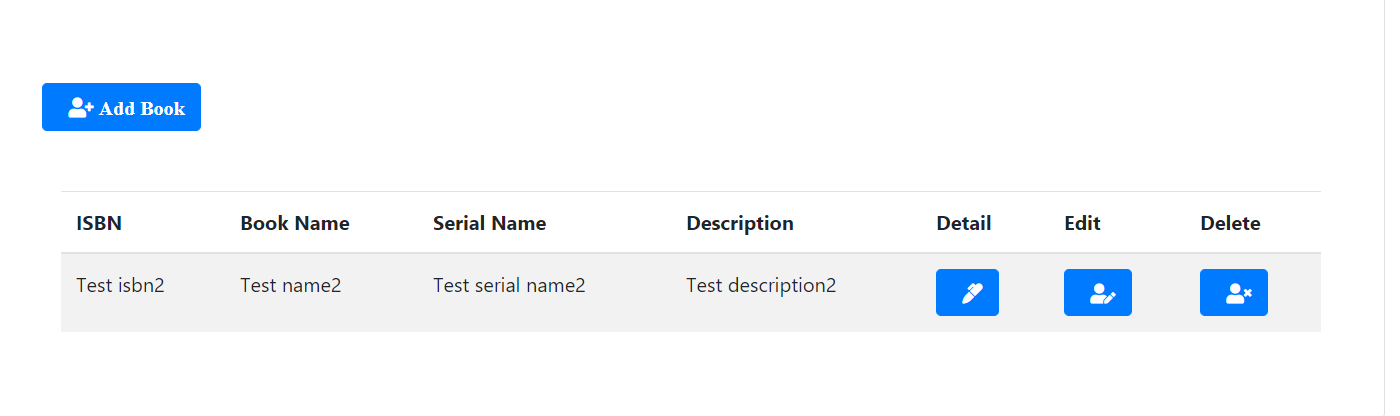 Add Book
ISBN Book Name Serial Name Description Detail Edit Delete
Test isbn2 Test name2 Test serial name2 Test description2